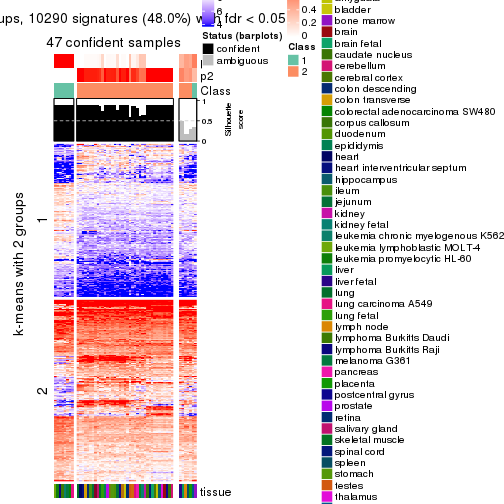 ups, 10290 signatures (48.0%) with fdr < 0.05
47 confident samples
p2
Class
1
0.5
0
Silhouette
score
k-means with 2 groups
1
2
tissue
6
4
Status (barplots)
confident
ambiguous
0.4
0.2
0
Class
1
2
bladder
bone marrow
brain
brain fetal
caudate nucleus
cerebellum
cerebral cortex
colon descending
colon transverse
colorectal adenocarcinoma SW480
corpus callosum
duodenum
epididymis
heart
heart interventricular septum
hippocampus
ileum
jejunum
kidney
kidney fetal
leukemia chronic myelogenous K562
leukemia lymphoblastic MOLT-4
leukemia promyelocytic HL-60
liver
liver fetal
lung
lung carcinoma A549
lung fetal
lymph node
lymphoma Burkitts Daudi
lymphoma Burkitts Raji
melanoma G361
pancreas
placenta
postcentral gyrus
prostate
retina
salivary gland
skeletal muscle
spinal cord
spleen
stomach
testes
thalamus